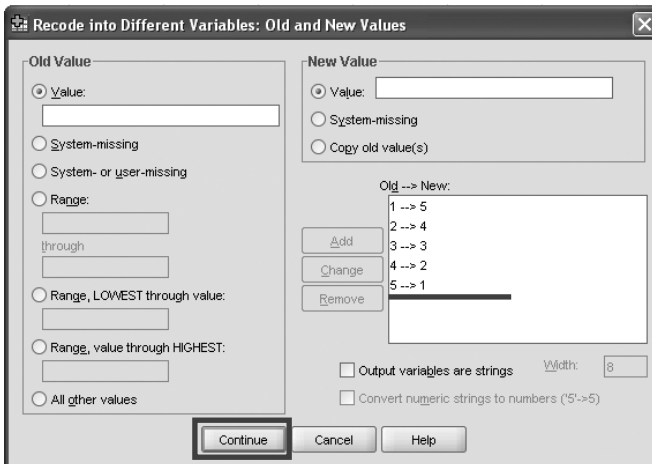 Recode into Different Variables: Old and New Values
Old Value
Value:
System-missing
System- or user-missing
Range:
through
Range, LOWEST through value:
Range, value through HIGHEST:
All other values
New Value
Value:
System-missing
Copy old value(s)
Old --> New:
1 --> 5
2 --> 4
3 --> 3
4 --> 2
5 --> 1
Add
Change
Remove
Output variables are strings
Width:
8
Convert numeric strings to numbers ('5'->5)
Continue
Cancel
Help